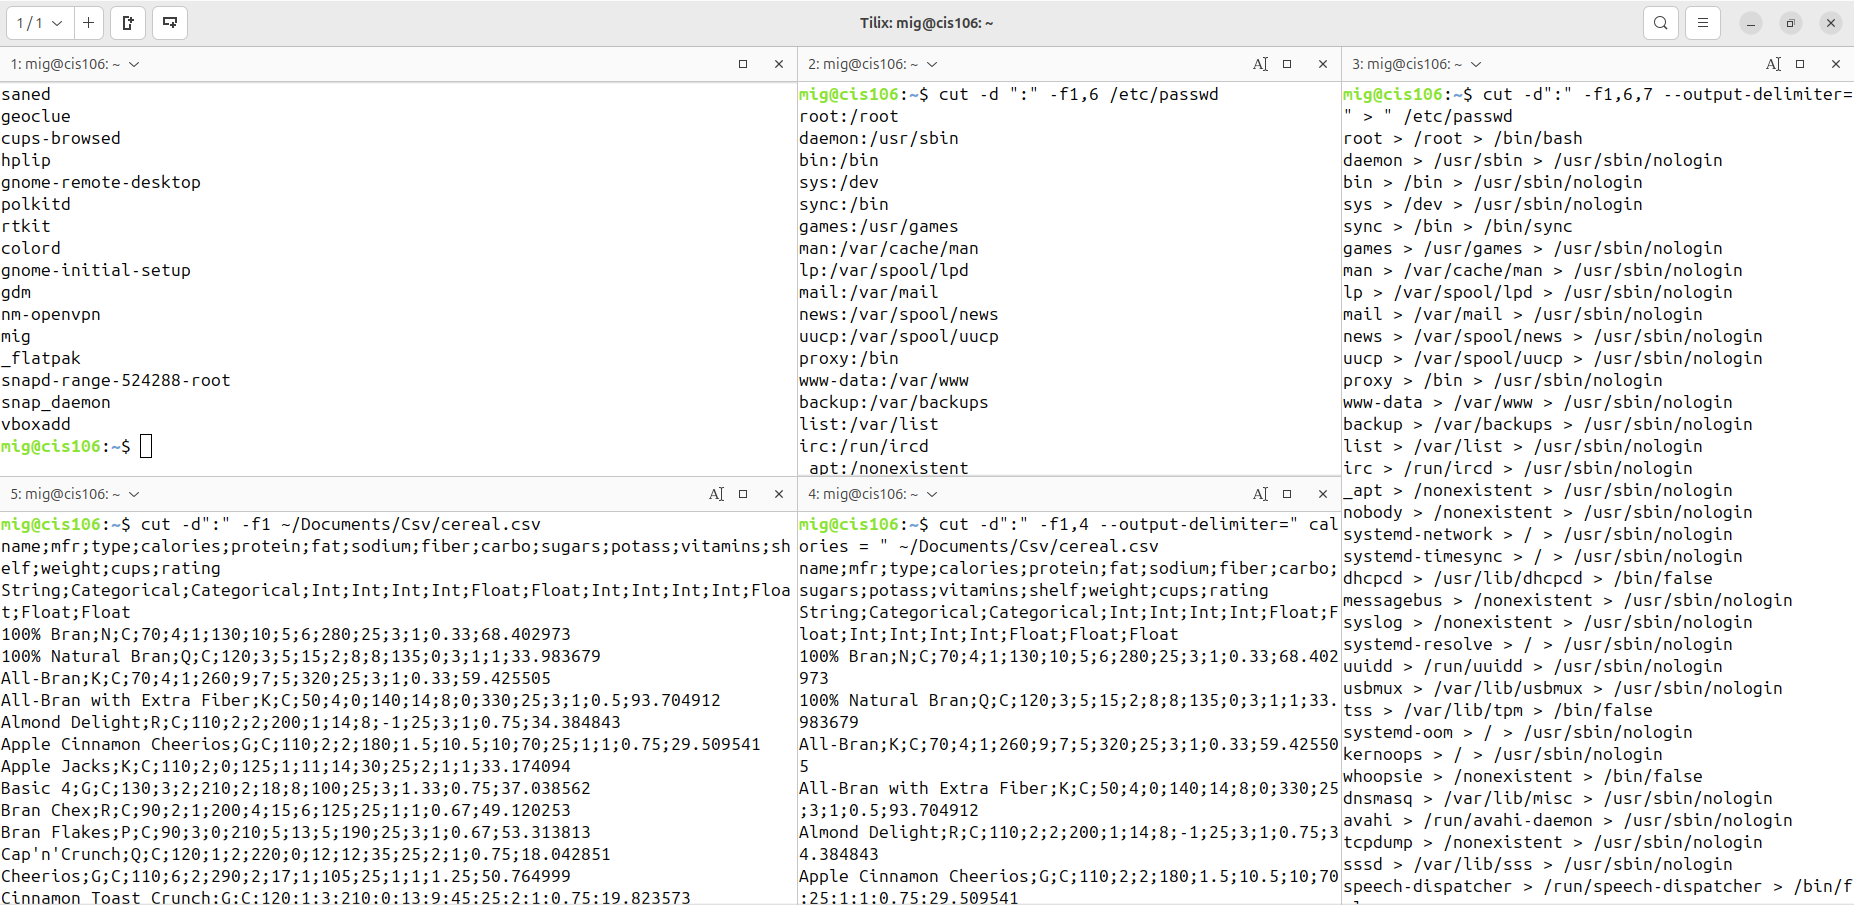 1 / 1
Tilix: mig@cis106: ~
1: mig@cis106: ~
saned
geoclue
cups-browsed
hplip
gnome-remote-desktop
polkitd
rtkit
colord
gnome-initial-setup
gdm
nm-openvpn
mig
_flatpak
snapd-range-524288-root
snap_daemon
vboxadd
mig@cis106:~$
2: mig@cis106: ~
mig@cis106:~$ cut -d ":" -f1,6 /etc/passwd
root:/root
daemon:/usr/sbin
bin:/bin
sys:/dev
sync:/bin
games:/usr/games
man:/var/cache/man
lp:/var/spool/lpd
mail:/var/mail
news:/var/spool/news
uucp:/var/spool/uucp
proxy:/bin
www-data:/var/www
backup:/var/backups
list:/var/list
irc:/run/ircd
_apt:/nonexistent
3: mig@cis106: ~
mig@cis106:~$ cut -d":" -f1,6,7 --output-delimiter=
" > " /etc/passwd
root > /root > /bin/bash
daemon > /usr/sbin > /usr/sbin/nologin
bin > /bin > /usr/sbin/nologin
sys > /dev > /usr/sbin/nologin
sync > /bin > /bin/sync
games > /usr/games > /usr/sbin/nologin
man > /var/cache/man > /usr/sbin/nologin
lp > /var/spool/lpd > /usr/sbin/nologin
mail > /var/mail > /usr/sbin/nologin
news > /var/spool/news > /usr/sbin/nologin
uucp > /var/spool/uucp > /usr/sbin/nologin
proxy > /bin > /usr/sbin/nologin
www-data > /var/www > /usr/sbin/nologin
backup > /var/backups > /usr/sbin/nologin
list > /var/list > /usr/sbin/nologin
irc > /run/ircd > /usr/sbin/nologin
_apt > /nonexistent > /usr/sbin/nologin
nobody > /nonexistent > /usr/sbin/nologin
systemd-network > / > /usr/sbin/nologin
systemd-timesync > / > /usr/sbin/nologin
dhcpcd > /usr/lib/dhcpcd > /bin/false
messagebus > /nonexistent > /usr/sbin/nologin
syslog > /nonexistent > /usr/sbin/nologin
systemd-resolve > / > /usr/sbin/nologin
uuidd > /run/uuidd > /usr/sbin/nologin
usbmux > /var/lib/usbmux > /usr/sbin/nologin
tss > /var/lib/tpm > /bin/false
systemd-oom > / > /usr/sbin/nologin
kernoops > / > /usr/sbin/nologin
whoopsie > /nonexistent > /bin/false
dnsmasq > /var/lib/misc > /usr/sbin/nologin
avahi > /run/avahi-daemon > /usr/sbin/nologin
tcpdump > /nonexistent > /usr/sbin/nologin
sssd > /var/lib/sss > /usr/sbin/nologin
speech-dispatcher > /run/speech-dispatcher > /bin/f
5: mig@cis106: ~
mig@cis106:~$ cut -d":" -f1 ~/Documents/Csv/cereal.csv
name;mfr;type;calories;protein;fat;sodium;fiber;carbo;sugars;potass;vitamins;sh
elf;weight;cups;rating
String;Categorical;Categorical;Int;Int;Int;Int;Float;Float;Int;Int;Int;Int;Floa
t;Float;Float
100% Bran;N;C;70;4;1;130;10;5;6;280;25;3;1;0.33;68.402973
100% Natural Bran;Q;C;120;3;5;15;2;8;8;135;0;3;1;1;33.983679
All-Bran;K;C;70;4;1;260;9;7;5;320;25;3;1;0.33;59.425505
All-Bran with Extra Fiber;K;C;50;4;0;140;14;8;0;330;25;3;1;0.5;93.704912
Almond Delight;R;C;110;2;2;200;1;14;8;-1;25;3;1;0.75;34.384843
Apple Cinnamon Cheerios;G;C;110;2;2;180;1.5;10.5;10;70;25;1;1;0.75;29.509541
Apple Jacks;K;C;110;2;0;125;1;11;14;30;25;2;1;1;33.174094
Basic 4;G;C;130;3;2;210;2;18;8;100;25;3;1.33;0.75;37.038562
Bran Chex;R;C;90;2;1;200;4;15;6;125;25;1;1;0.67;49.120253
Bran Flakes;P;C;90;3;0;210;5;13;5;190;25;3;1;0.67;53.313813
Cap'n'Crunch;Q;C;120;1;2;220;0;12;12;35;25;2;1;0.75;18.042851
Cheerios;G;C;110;6;2;290;2;17;1;105;25;1;1;1.25;50.764999
Cinnamon Toast Crunch;G;C;120;1;3;210;0;13;9;45;25;2;1;0.75;19.823573
4: mig@cis106: ~
mig@cis106:~$ cut -d":" -f1,4 --output-delimiter=" cal
ories = " ~/Documents/Csv/cereal.csv
name;mfr;type;calories;protein;fat;sodium;fiber;carbo;
sugars;potass;vitamins;shelf;weight;cups;rating
String;Categorical;Categorical;Int;Int;Int;Int;Float;F
loat;Int;Int;Int;Int;Float;Float;Float
100% Bran;N;C;70;4;1;130;10;5;6;280;25;3;1;0.33;68.402
973
100% Natural Bran;Q;C;120;3;5;15;2;8;8;135;0;3;1;1;33.
983679
All-Bran;K;C;70;4;1;260;9;7;5;320;25;3;1;0.33;59.42550
5
All-Bran with Extra Fiber;K;C;50;4;0;140;14;8;0;330;25
;3;1;0.5;93.704912
Almond Delight;R;C;110;2;2;200;1;14;8;-1;25;3;1;0.75;3
4.384843
Apple Cinnamon Cheerios;G;C;110;2;2;180;1.5;10.5;10;70
;25;1;1;0.75;29.509541